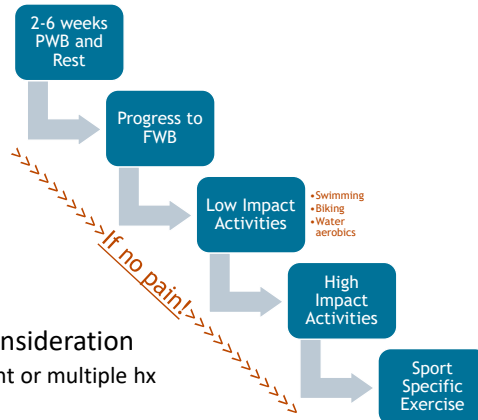 2-6 weeks
PWB and
Rest
Progress to
FWB
Low Impact
Activities
•Swimming
•Biking
•Water
aerobics
If no pain!
High
Impact
Activities
Sport
Specific
Exercise
nsideration
nt or multiple hx